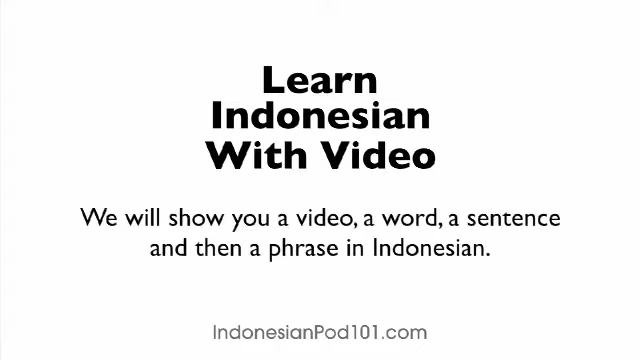 Learn
Indonesian
With Video
We will show you a video, a word, a sentence
and then a phrase in Indonesian.
IndonesianPod101.com